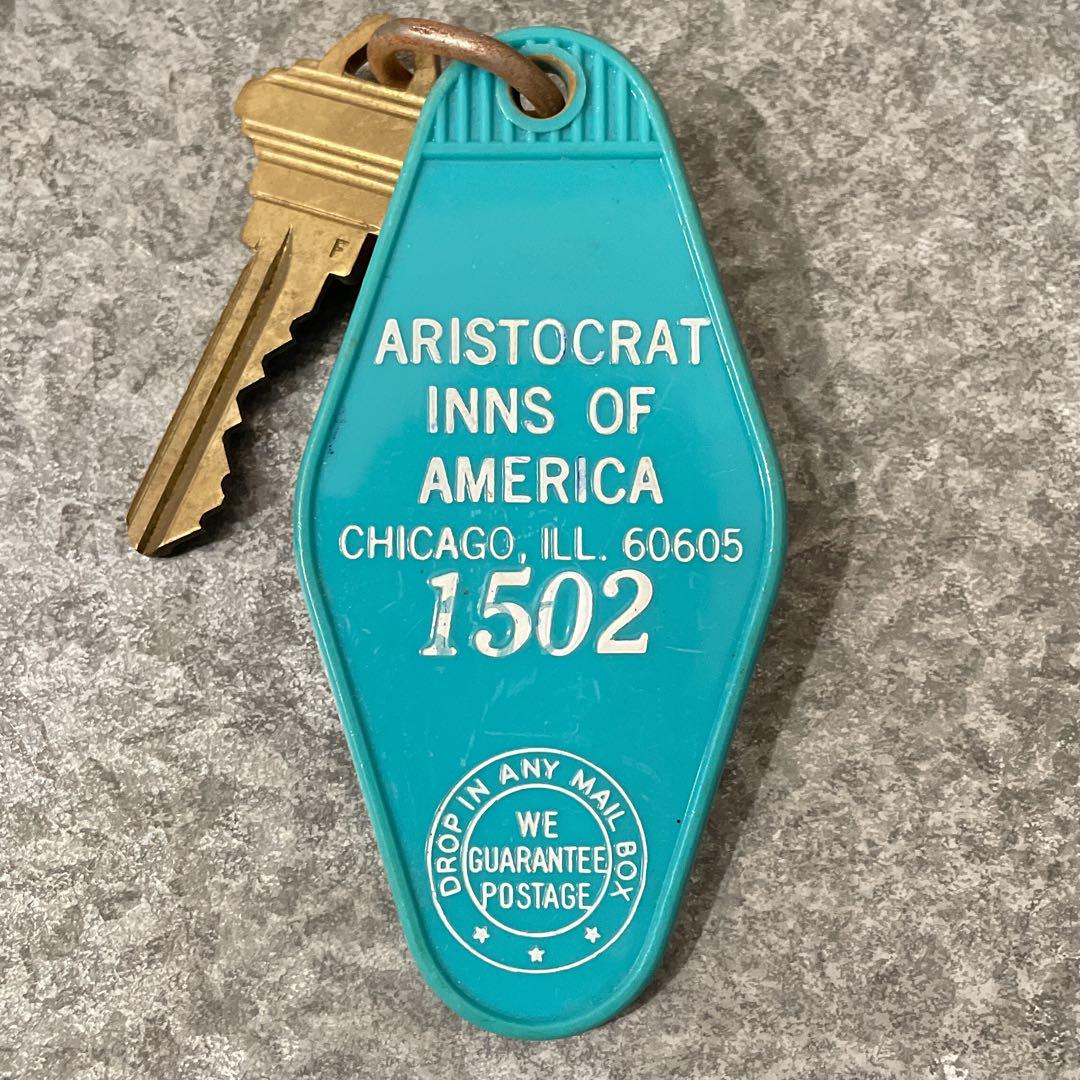 F
ARISTOCRAT
INNS OF
AMERICA
CHICAGO, ILL. 60605
1502
DROP IN ANY MAIL BOX
WE
GUARANTEE
POSTAGE